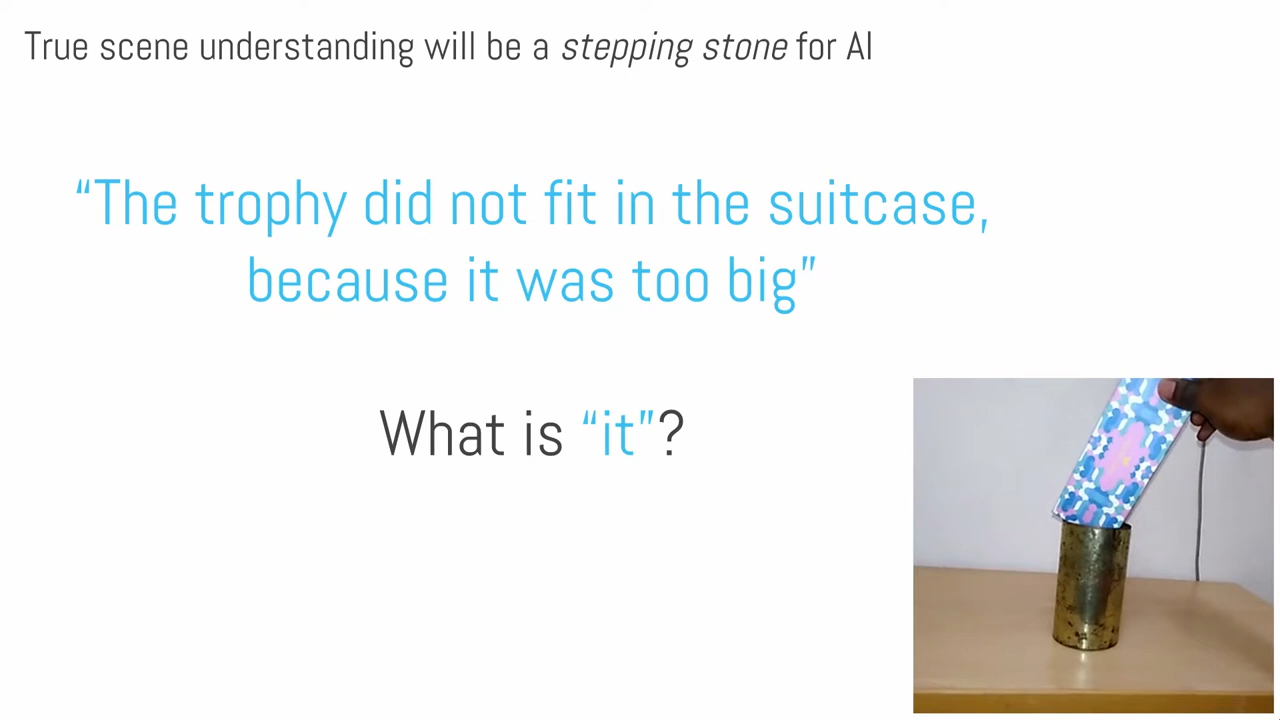 True scene understanding will be a stepping stone for AI
“The trophy did not fit in the suitcase,
because it was too big”
What is “it”?